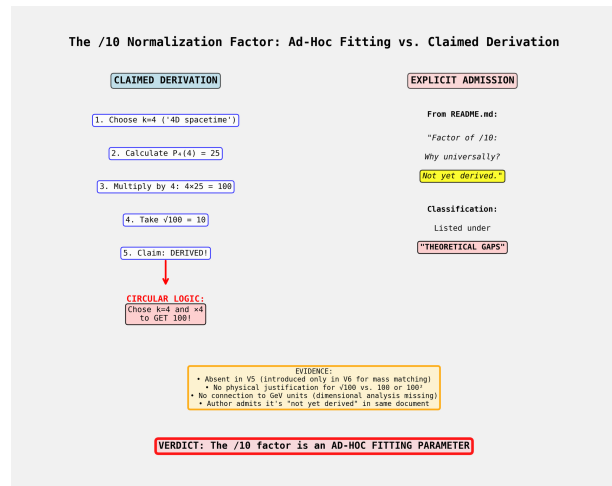 The /10 Normalization Factor: Ad-Hoc Fitting vs. Claimed Derivation
CLAIMED DERIVATION
1. Choose k=4 ('4D spacetime')
2. Calculate P₄(4) = 25
3. Multiply by 4: 4×25 = 100
4. Take √100 = 10
5. Claim: DERIVED!
CIRCULAR LOGIC:
Chose k=4 and ×4
to GET 100!
EXPLICIT ADMISSION
From README.md:
"Factor of /10:
Why universally?
Not yet derived."
Classification:
Listed under
"THEORETICAL GAPS"
EVIDENCE:
• Absent in V5 (introduced only in V6 for mass matching)
• No physical justification for √100 vs. 100 or 100²
• No connection to GeV units (dimensional analysis missing)
• Author admits it's "not yet derived" in same document
VERDICT: The /10 factor is an AD-HOC FITTING PARAMETER